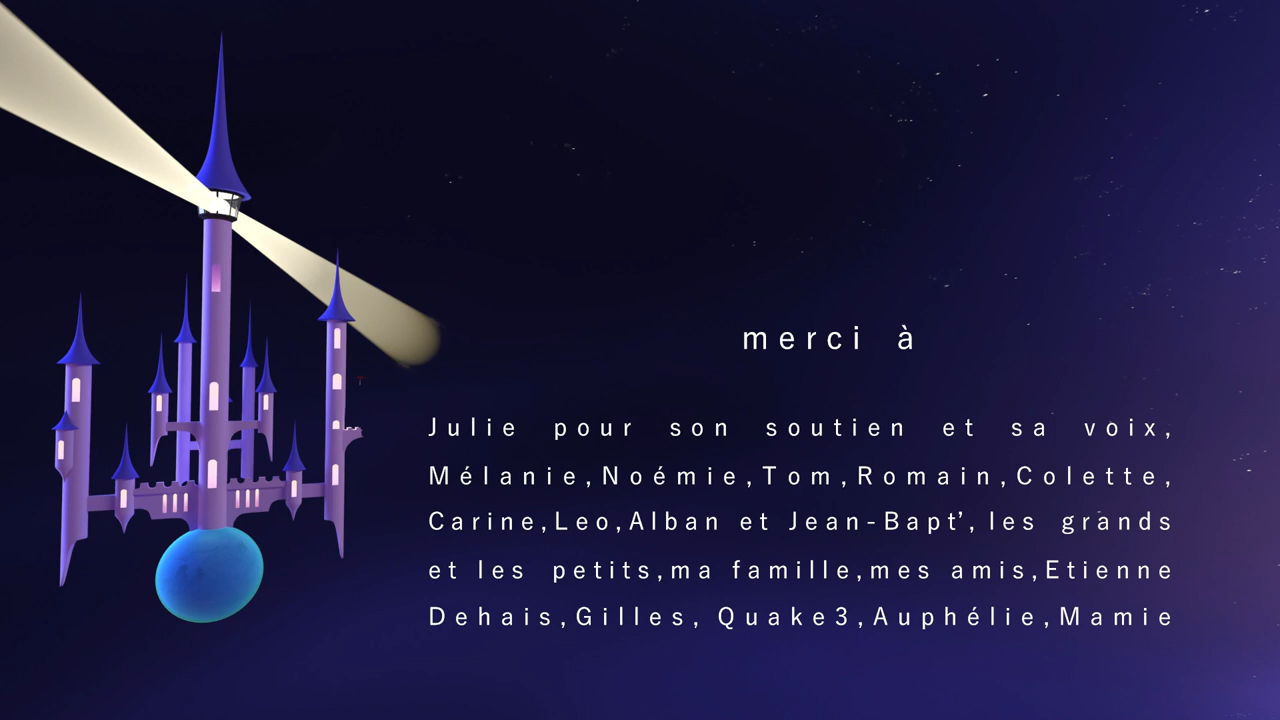 merci à
Julie pour son soutien et sa voix,
Mélanie,Noémie,Tom,Romain,Colette,
Carine,Leo,Alban et Jean-Bapt’, les grands
et les petits,ma famille,mes amis,Etienne
Dehais,Gilles, Quake3,Auphélie,Mamie